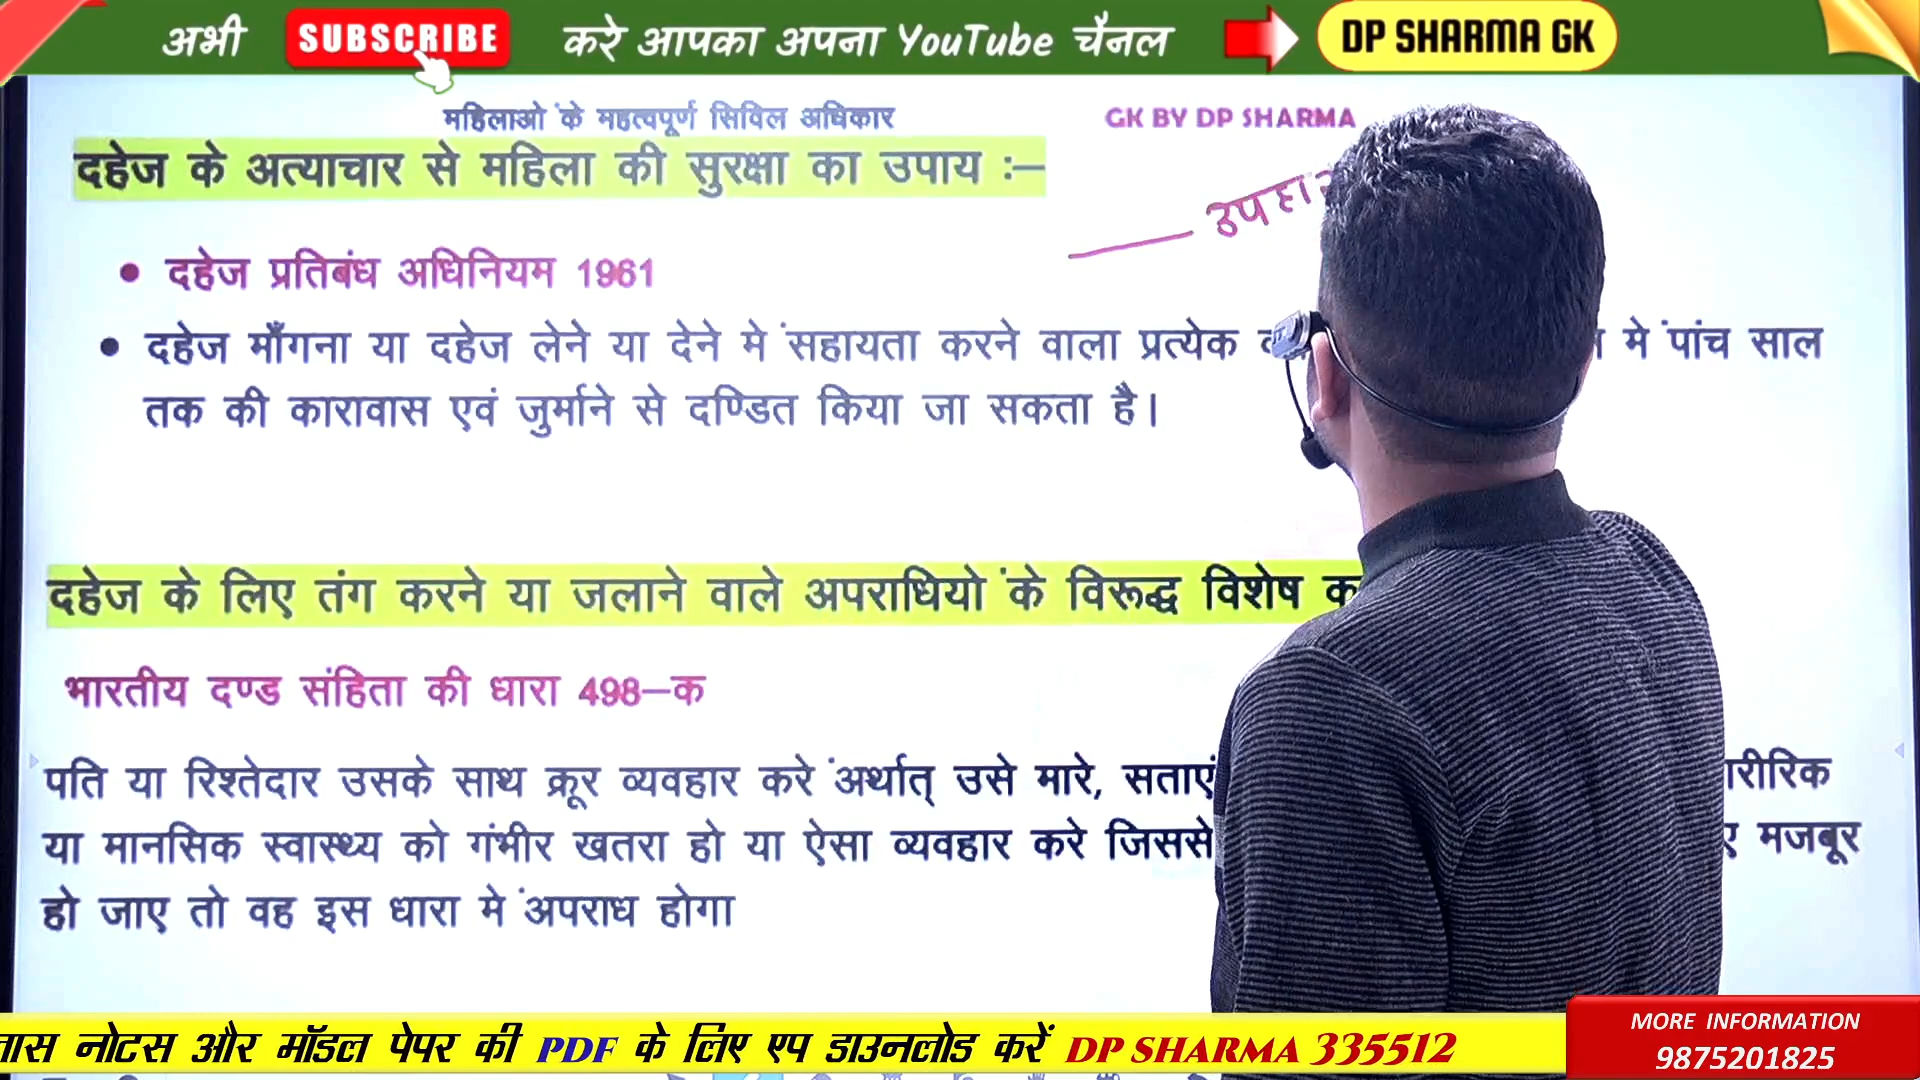 अभी SUBSCRIBE करे आपका अपना YouTube चैनल DP SHARMA GK
महिलाओं के महत्वपूर्ण सिविल अधिकार GK BY DP SHARMA
दहेज के अत्याचार से महिला की सुरक्षा का उपाय :–
• दहेज प्रतिबंध अधिनियम 1961
• दहेज माँगना या दहेज लेने या देने में सहायता करने वाला प्रत्येक में पांच साल
तक की कारावास एवं जुर्माने से दण्डित किया जा सकता है।
दहेज के लिए तंग करने या जलाने वाले अपराधियों के विरूद्ध विशेष
भारतीय दण्ड संहिता की धारा 498–क
पति या रिश्तेदार उसके साथ क्रूर व्यवहार करें अर्थात् उसे मारे, सताएं
या मानसिक स्वास्थ्य को गंभीर खतरा हो या ऐसा व्यवहार करे जिससे मजबूर
हो जाए तो वह इस धारा में अपराध होगा
नोटस और मॉडल पेपर की PDF के लिए एप डाउनलोड करें DP SHARMA 335512
MORE INFORMATION
9875201825